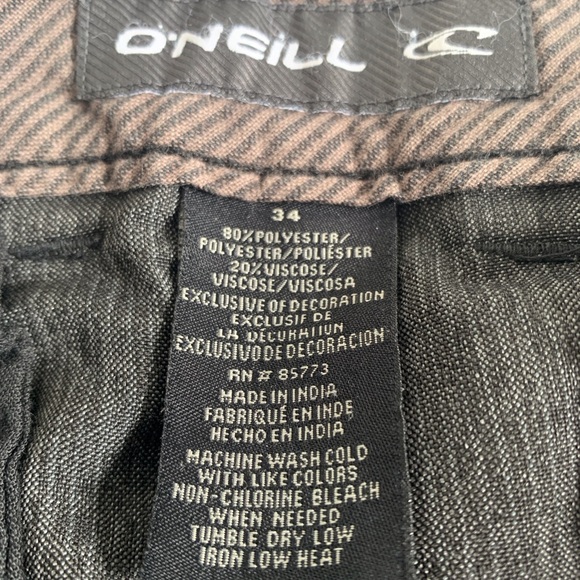 O'NEILL
34
80%POLYESTER/
POLYESTER/POLIÉSTER
20%VISCOSE/
VISCOSE/VISCOSA
EXCLUSIVE OF DECORATION
EXCLUSIF DE
LA DÉCORATION
EXCLUSIVO DE DECORACION
RN # 85773
MADE IN INDIA
FABRIQUÉ EN INDE
HECHO EN INDIA
MACHINE WASH COLD
WITH LIKE COLORS
NON-CHLORINE BLEACH
WHEN NEEDED
TUMBLE DRY LOW
IRON LOW HEAT